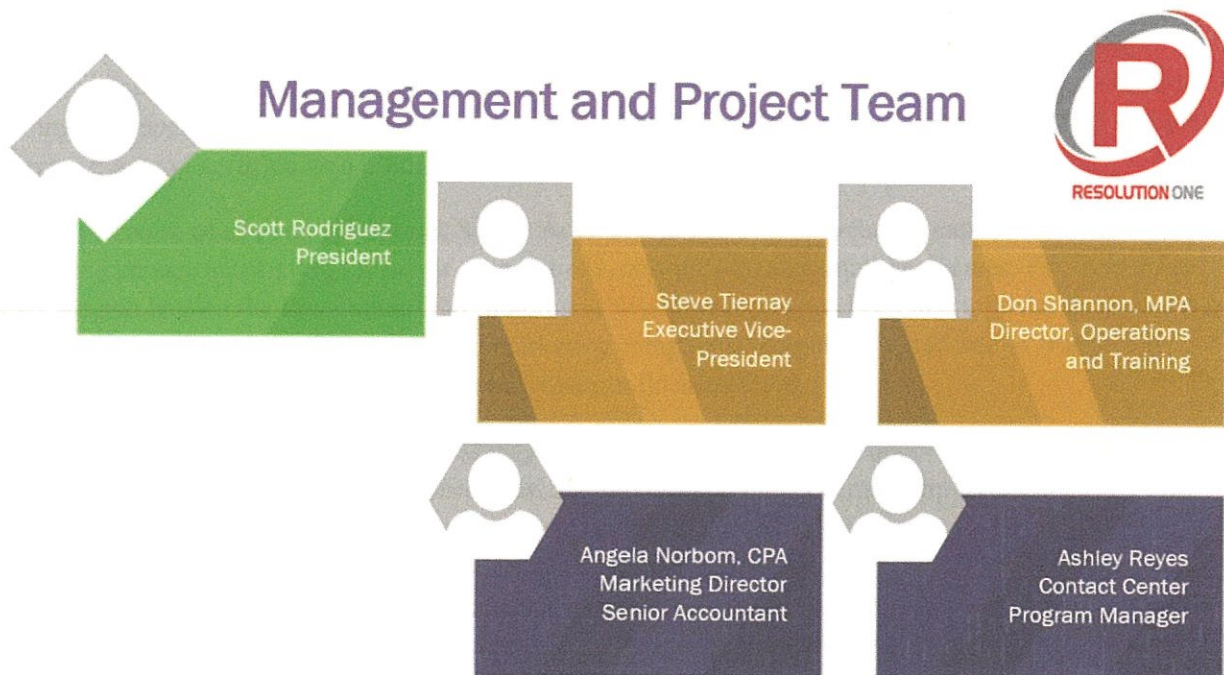 Management and Project Team
R
RESOLUTION ONE
Scott Rodriguez
President
Steve Tiernay
Executive Vice-
President
Don Shannon, MPA
Director, Operations
and Training
Angela Norbom, CPA
Marketing Director
Senior Accountant
Ashley Reyes
Contact Center
Program Manager